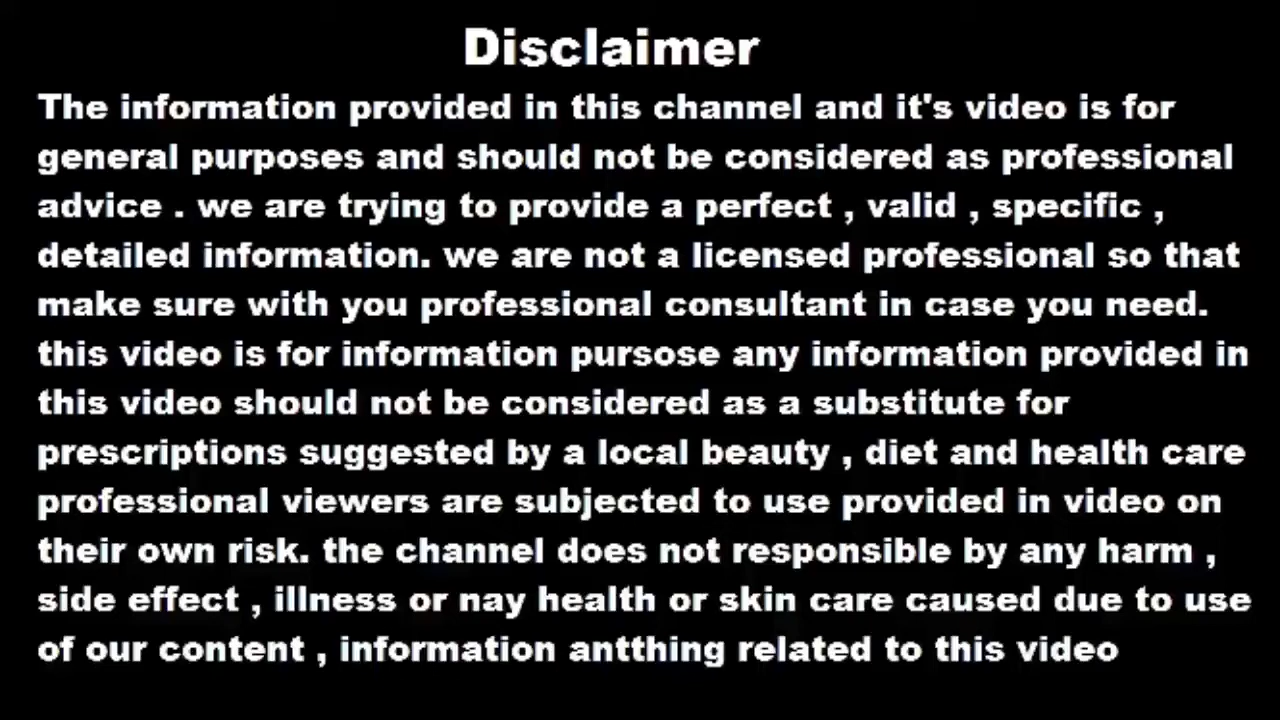 Disclaimer
The information provided in this channel and it's video is for
general purposes and should not be considered as professional
advice . we are trying to provide a perfect , valid , specific ,
detailed information. we are not a licensed professional so that
make sure with you professional consultant in case you need.
this video is for information pursose any information provided in
this video should not be considered as a substitute for
prescriptions suggested by a local beauty , diet and health care
professional viewers are subjected to use provided in video on
their own risk. the channel does not responsible by any harm ,
side effect , illness or nay health or skin care caused due to use
of our content , information antthing related to this video